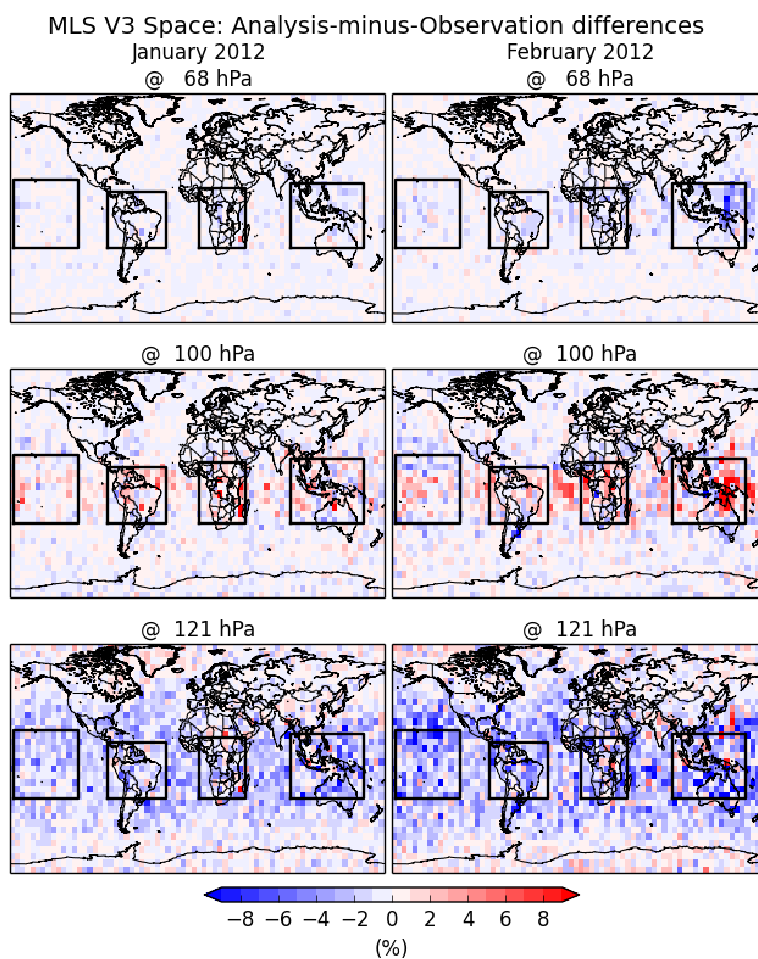 MLS V3 Space: Analysis-minus-Observation differences
January 2012
February 2012
@ 68 hPa
@ 68 hPa
@ 100 hPa
@ 100 hPa
@ 121 hPa
@ 121 hPa
−8 −6 −4 −2 0 2 4 6 8
(%)